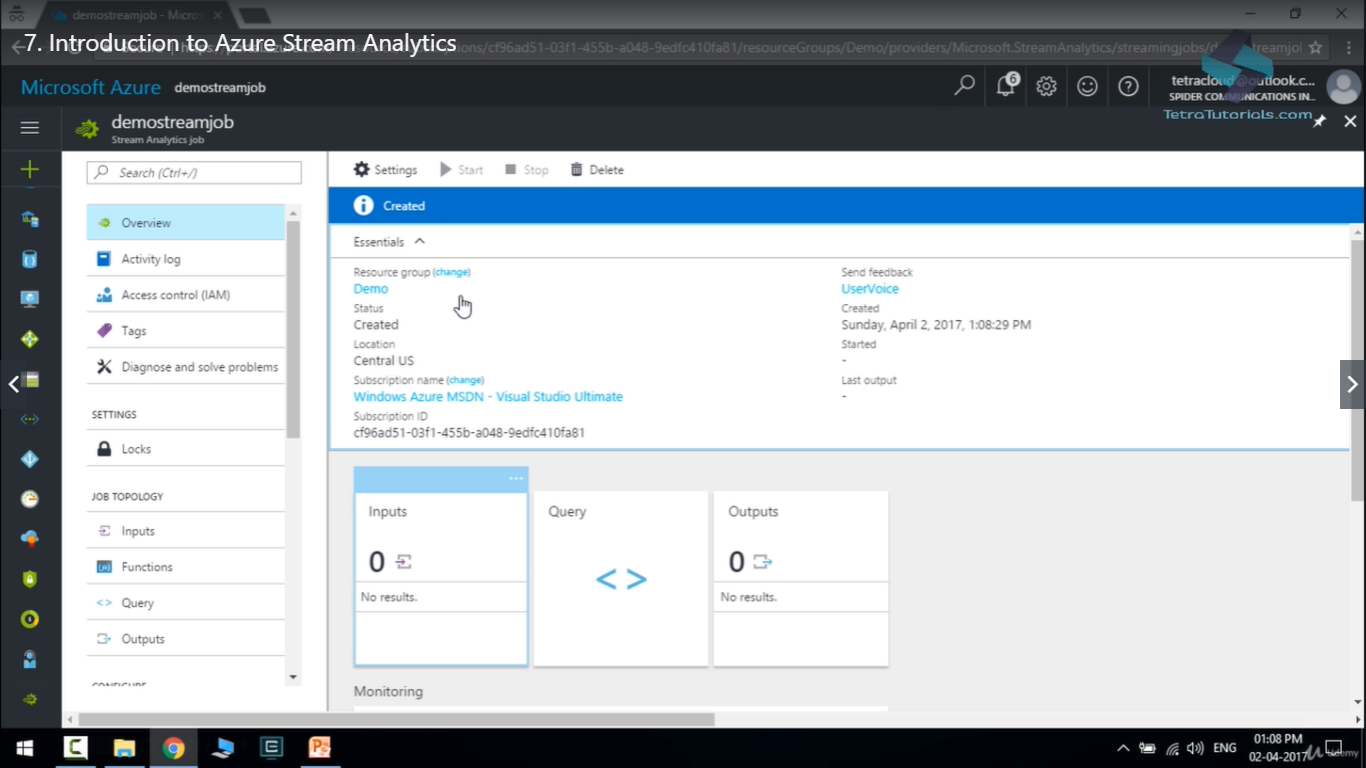 demostreamjob - Micros
7. Introduction to Azure Stream Analytics
ons/cf96ad51-03f1-455b-a048-9edfc410fa81/resourceGroups/Demo/providers/Microsoft.StreamAnalytics/streamingjobs/
Microsoft Azure demostreamjob
6
tetracloud@outlook.c...
SPIDER COMMUNICATIONS IN...
TetraTutorials.com
demostreamjob
Stream Analytics job
Search (Ctrl+/)
Settings Start Stop Delete
Overview
Created
Activity log
Access control (IAM)
Tags
Diagnose and solve problems
SETTINGS
Locks
JOB TOPOLOGY
Inputs
Functions
Query
Outputs
CONFIGURE
Essentials
Resource group (change)
Demo
Status
Created
Location
Central US
Subscription name (change)
Windows Azure MSDN - Visual Studio Ultimate
Subscription ID
cf96ad51-03f1-455b-a048-9edfc410fa81
Send feedback
UserVoice
Created
Sunday, April 2, 2017, 1:08:29 PM
Started
-
Last output
-
Inputs
0
No results.
Query
Outputs
0
No results.
Monitoring
ENG
01:08 PM
02-04-2017
Udemy